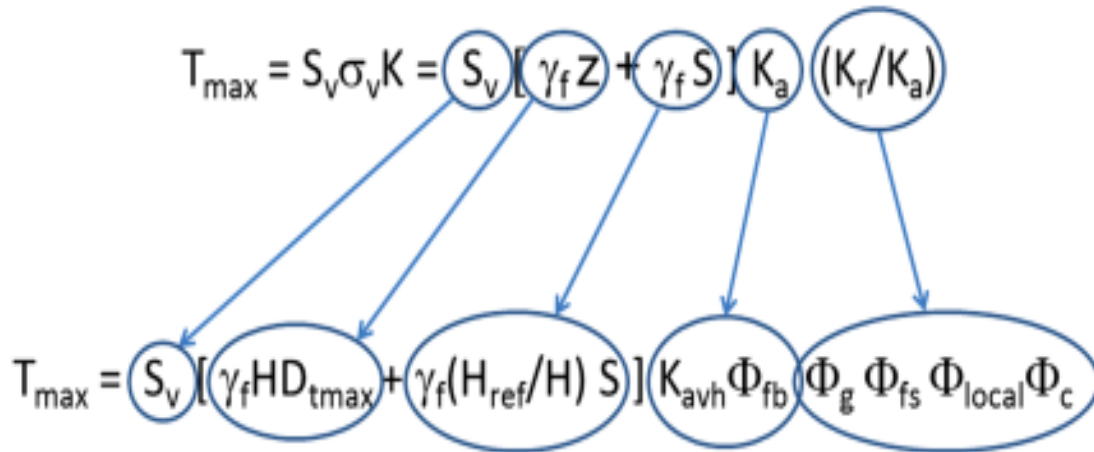 Tmax = SvσvK = Sv [ γf z + γf S ] Ka (Kr/Ka)
Tmax = Sv [γfHDtmax+ γf(Href/H) S)] KavhΦfb Φg Φfs ΦlocalΦc